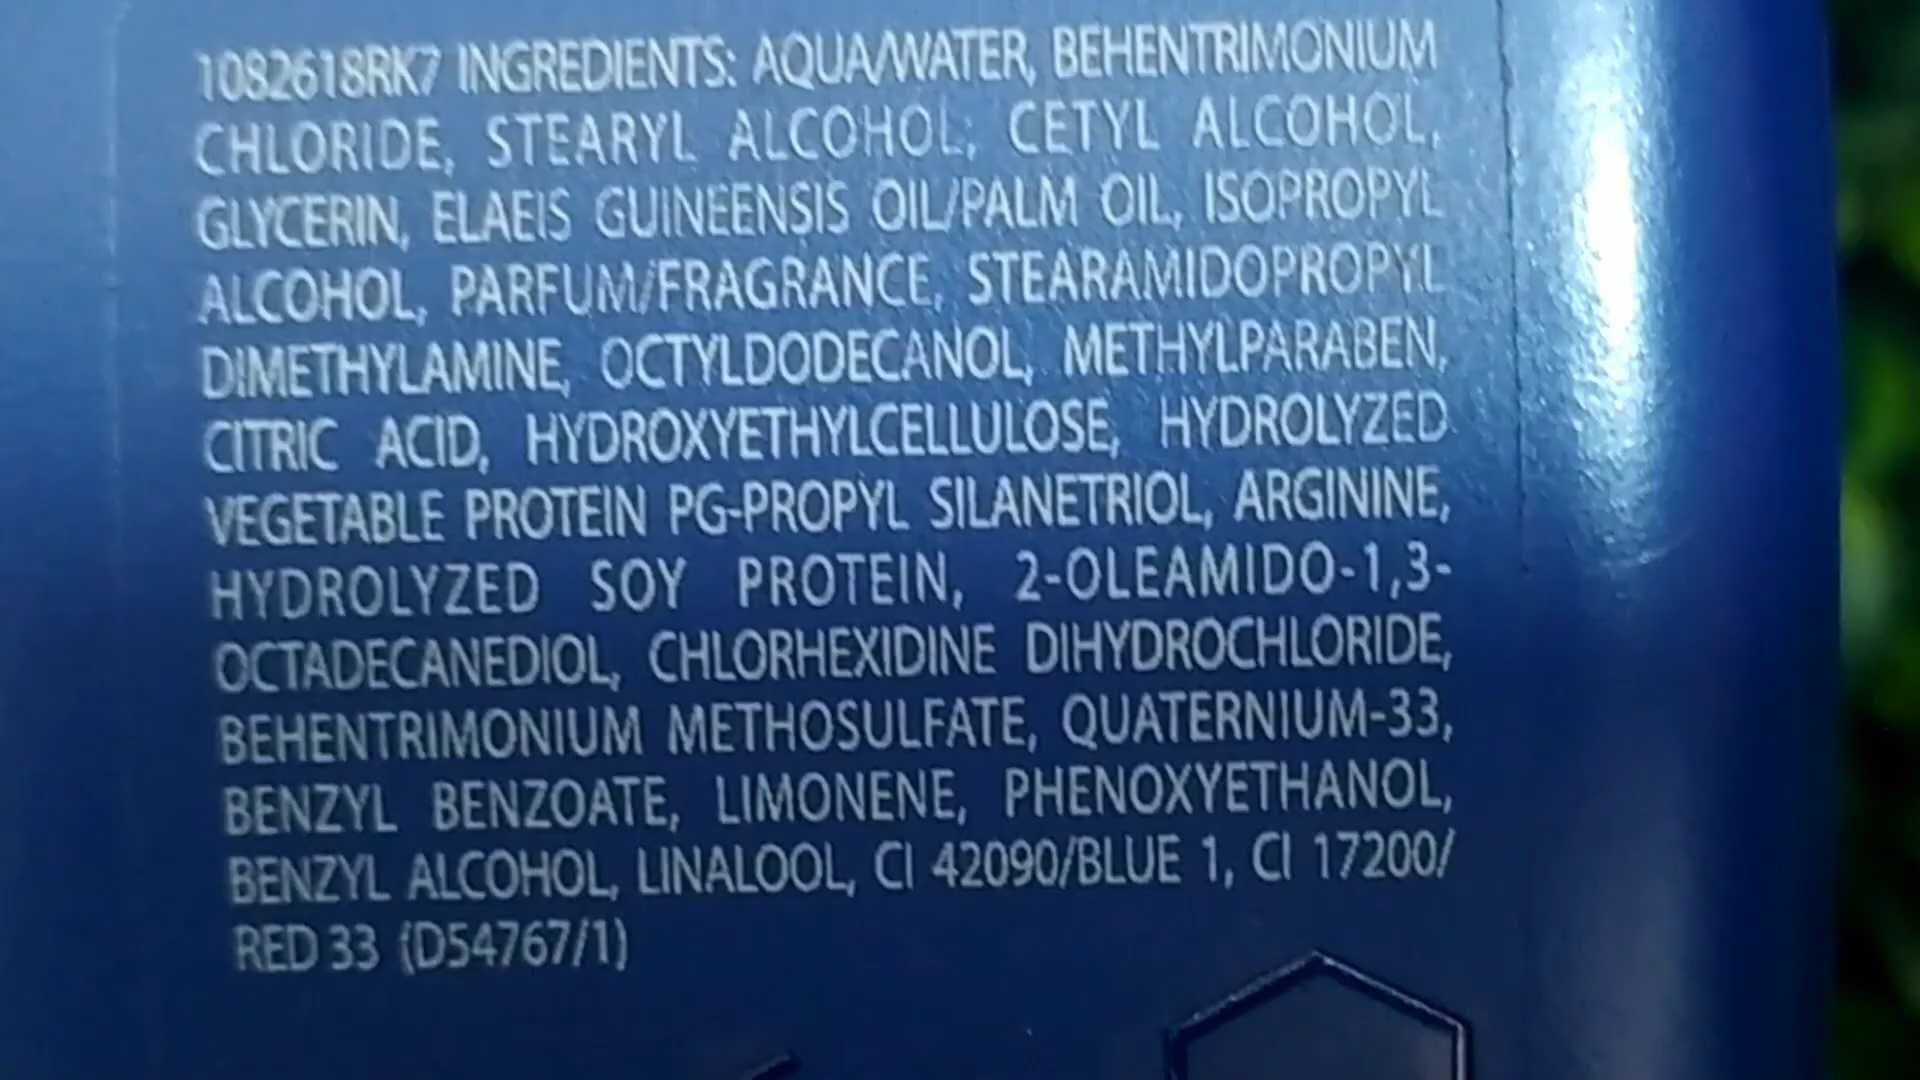 1082618RK7 INGREDIENTS: AQUA/WATER, BEHENTRIMONIUM
CHLORIDE, STEARYL ALCOHOL, CETYL ALCOHOL,
GLYCERIN, ELAEIS GUINEENSIS OIL/PALM OIL, ISOPROPYL
ALCOHOL, PARFUM/FRAGRANCE, STEARAMIDOPROPYL
DIMETHYLAMINE, OCTYLDODECANOL, METHYLPARABEN,
CITRIC ACID, HYDROXYETHYLCELLULOSE, HYDROLYZED
VEGETABLE PROTEIN PG-PROPYL SILANETRIOL, ARGININE,
HYDROLYZED SOY PROTEIN, 2-OLEAMIDO-1,3-
OCTADECANEDIOL, CHLORHEXIDINE DIHYDROCHLORIDE,
BEHENTRIMONIUM METHOSULFATE, QUATERNIUM-33,
BENZYL BENZOATE, LIMONENE, PHENOXYETHANOL,
BENZYL ALCOHOL, LINALOOL, CI 42090/BLUE 1, CI 17200/
RED 33 (D54767/1)